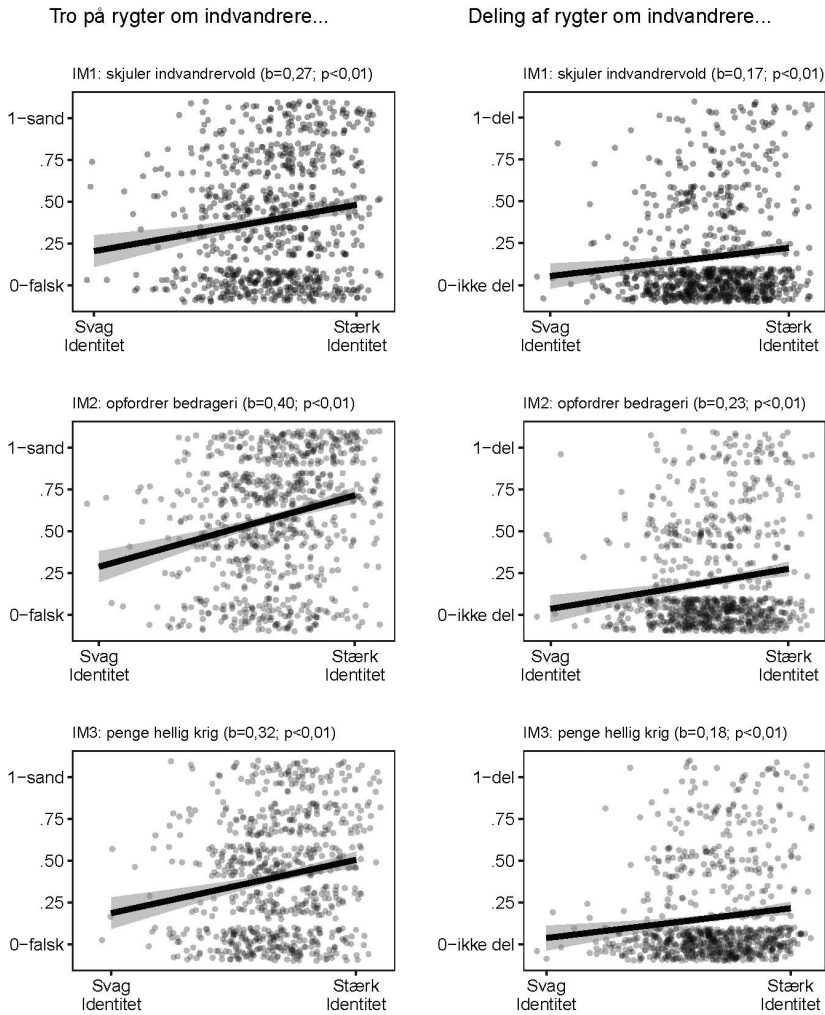 Tro på rygter om indvandrere...
Deling af rygter om indvandrere...
IM1: skjuler indvandrervold (b=0,27; p<0,01)
1−sand
.75
.50
.25
0−falsk
Svag
Identitet
Stærk
Identitet
IM1: skjuler indvandrervold (b=0,17; p<0,01)
1−del
.75
.50
.25
0−ikke del
Svag
Identitet
Stærk
Identitet
IM2: opfordrer bedrageri (b=0,40; p<0,01)
1−sand
.75
.50
.25
0−falsk
Svag
Identitet
Stærk
Identitet
IM2: opfordrer bedrageri (b=0,23; p<0,01)
1−del
.75
.50
.25
0−ikke del
Svag
Identitet
Stærk
Identitet
IM3: penge hellig krig (b=0,32; p<0,01)
1−sand
.75
.50
.25
0−falsk
Svag
Identitet
Stærk
Identitet
IM3: penge hellig krig (b=0,18; p<0,01)
1−del
.75
.50
.25
0−ikke del
Svag
Identitet
Stærk
Identitet